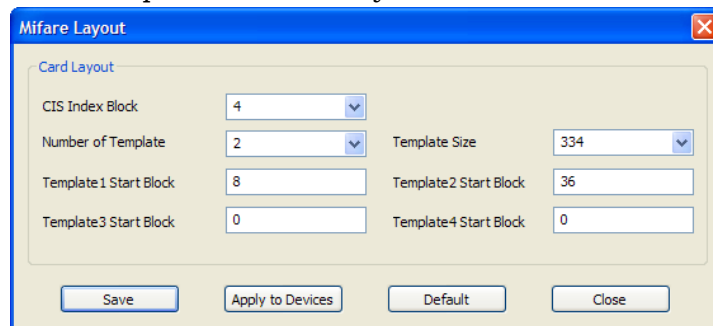 Mifare Layout
Card Layout
CIS Index Block 4
Number of Template 2 Template Size 334
Template1 Start Block 8 Template2 Start Block 36
Template3 Start Block 0 Template4 Start Block 0
Save Apply to Devices Default Close